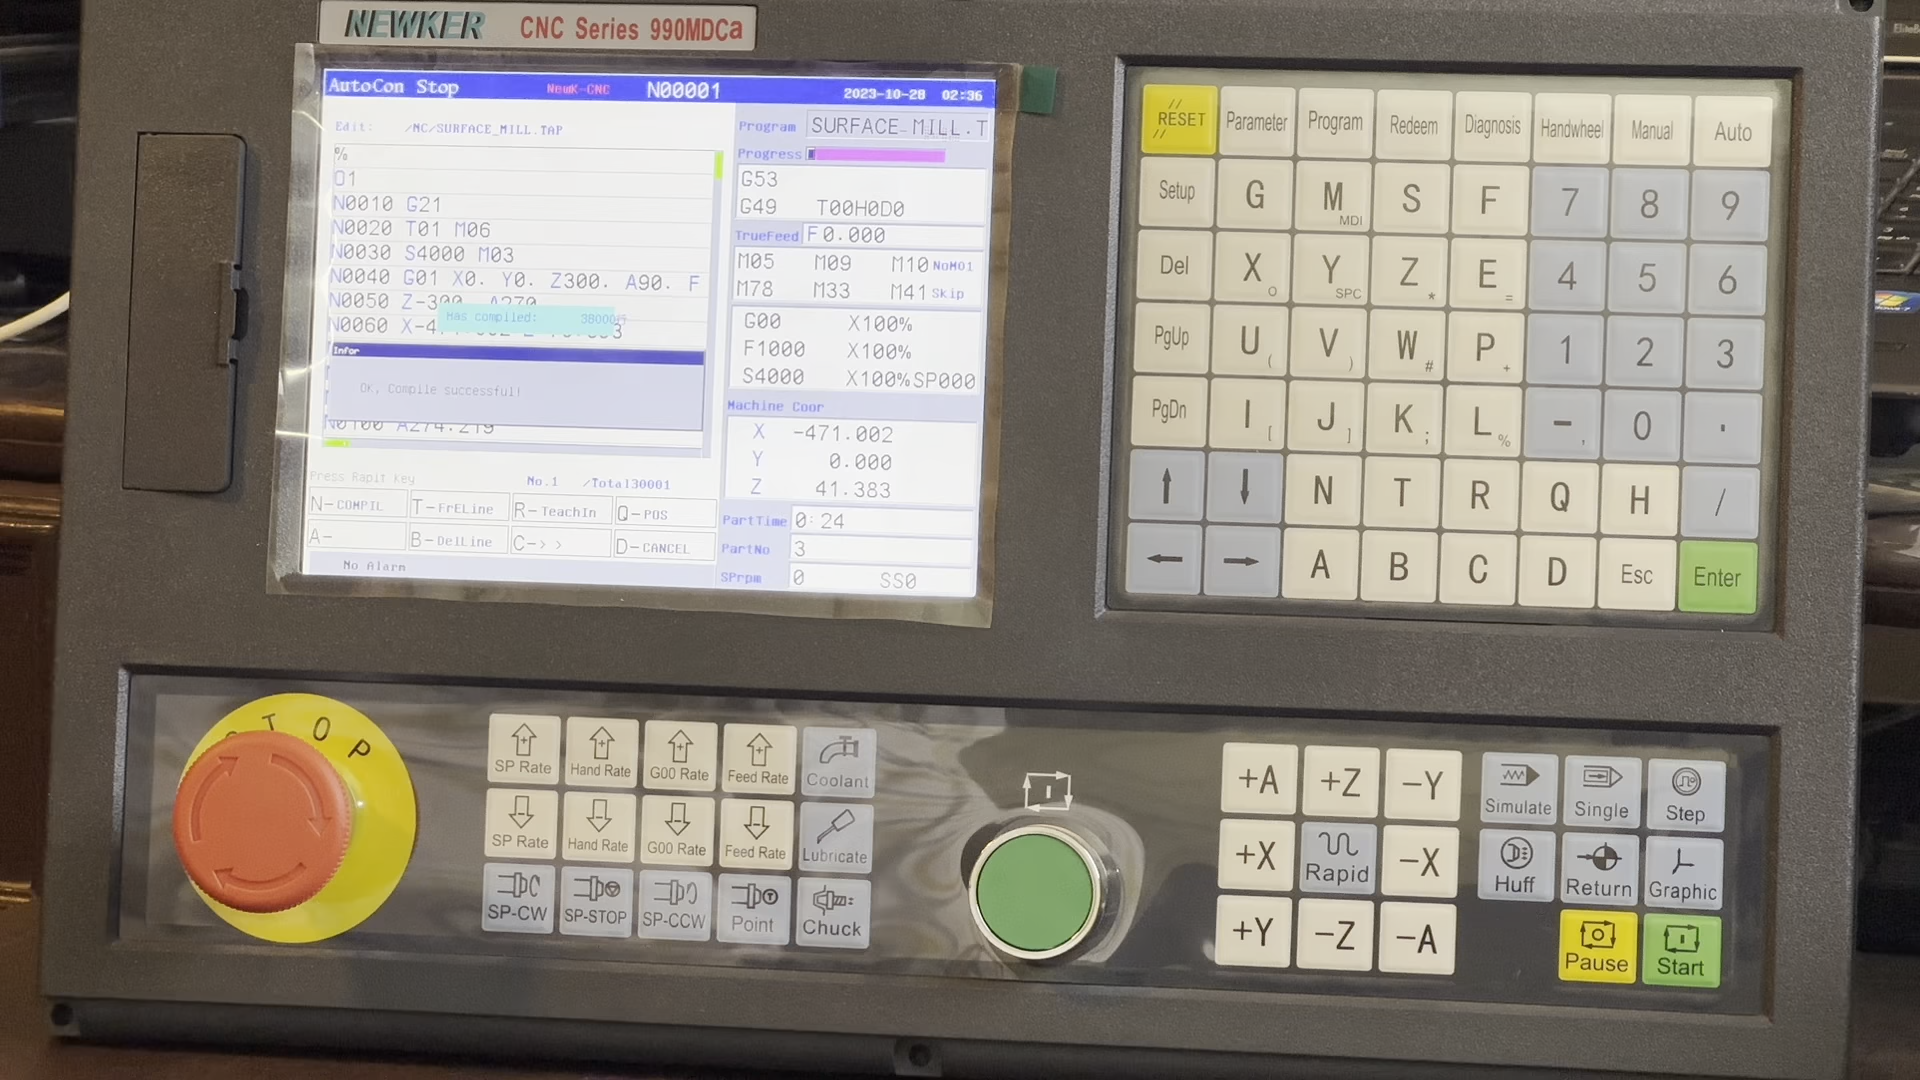 NEWKER CNC Series 990MDCa
AutoCon Stop NewK-CNC N00001 2023-10-28 02:36
Edit: /NC/SURFACE_MILL.TAP
%
O1
N0010 G21
N0020 T01 M06
N0030 S4000 M03
N0040 G01 X0. Y0. Z300. A90. F
N0050
N0060
Has compiled: 38000行
Infor
OK, Compile successful!
N0100 A274.219
Press Rapit Key No.1 /Total30001
N-COMPIL T-FrELine R-TeachIn Q-POS
A- B-DelLine C->> D-CANCEL
No Alarm
Program SURFACE_MILL.T
Progress
G53
G49 T00H0D0
TrueFeed F0.000
M05 M09 M10 NoM01
M78 M33 M41 Skip
G00 X100%
F1000 X100%
S4000 X100%SP000
Machine Coor
X -471.002
Y 0.000
Z 41.383
PartTime 0:24
PartNo 3
SPrpm 0 SS0
// RESET // Parameter Program Redeem Diagnosis Handwheel Manual Auto
Setup G M MDI S F 7 8 9
Del X O Y SPC Z * E = 4 5 6
PgUp U ( V ) W # P + 1 2 3
PgDn I [ J ] K ; L % - , 0 .
↑ ↓ N T R Q H /
← → A B C D Esc Enter
STOP
SP Rate Hand Rate G00 Rate Feed Rate Coolant
SP Rate Hand Rate G00 Rate Feed Rate Lubricate
SP-CW SP-STOP SP-CCW Point Chuck
+A +Z -Y
+X Rapid -X
+Y -Z -A
Simulate Single Step
Huff Return Graphic
Pause Start